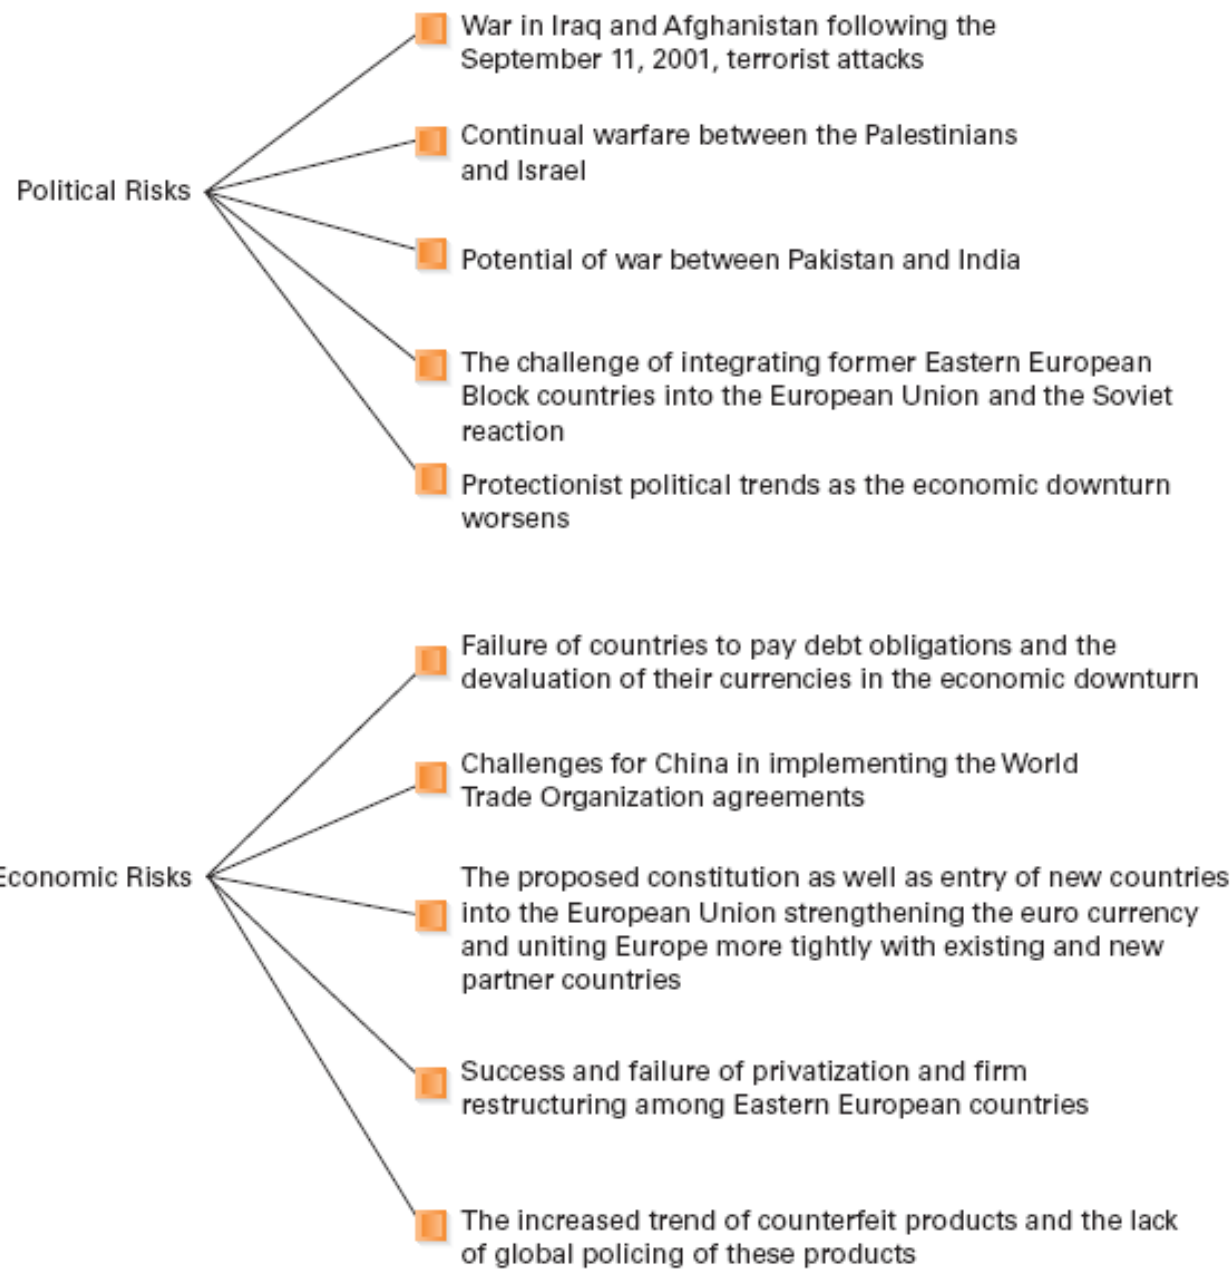 War in Iraq and Afghanistan following the
September 11, 2001, terrorist attacks
Continual warfare between the Palestinians
and Israel
Political Risks
Potential of war between Pakistan and India
The challenge of integrating former Eastern European
Block countries into the European Union and the Soviet
reaction
Protectionist political trends as the economic downturn
worsens
Failure of countries to pay debt obligations and the
devaluation of their currencies in the economic downturn
Challenges for China in implementing the World
Trade Organization agreements
Economic Risks
The proposed constitution as well as entry of new countries
into the European Union strengthening the euro currency
and uniting Europe more tightly with existing and new
partner countries
Success and failure of privatization and firm
restructuring among Eastern European countries
The increased trend of counterfeit products and the lack
of global policing of these products